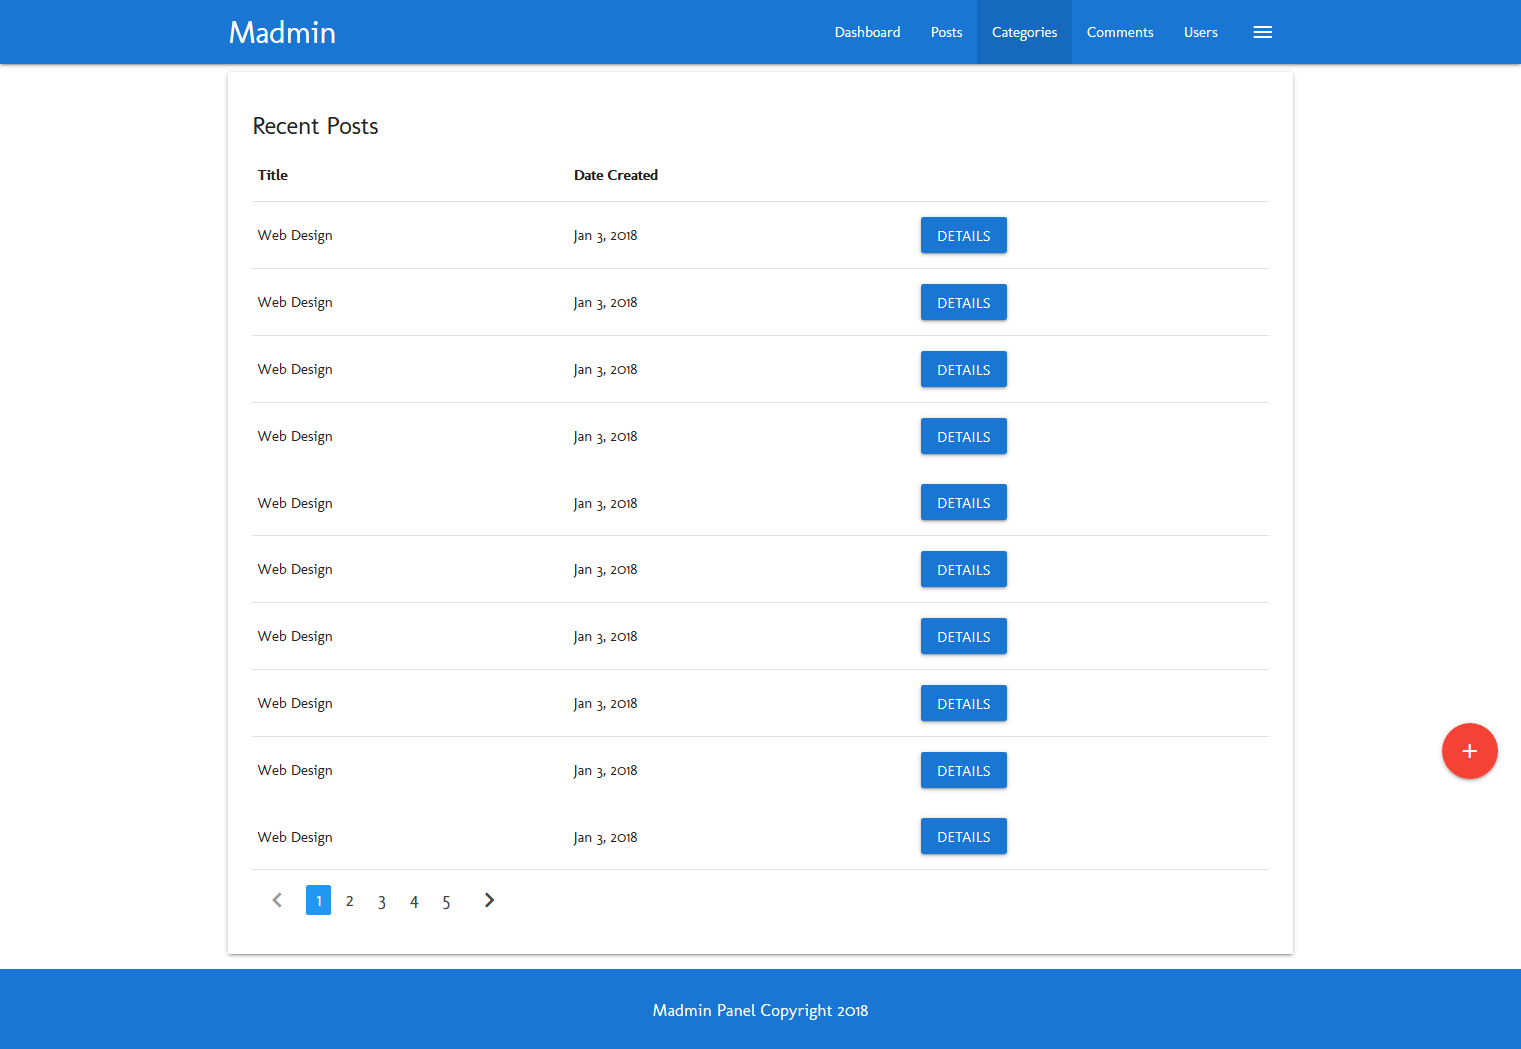 Madmin
Dashboard Posts Categories Comments Users
Recent Posts
Title Date Created
Web Design Jan 3, 2018 DETAILS
Web Design Jan 3, 2018 DETAILS
Web Design Jan 3, 2018 DETAILS
Web Design Jan 3, 2018 DETAILS
Web Design Jan 3, 2018 DETAILS
Web Design Jan 3, 2018 DETAILS
Web Design Jan 3, 2018 DETAILS
Web Design Jan 3, 2018 DETAILS
Web Design Jan 3, 2018 DETAILS
Web Design Jan 3, 2018 DETAILS
1 2 3 4 5
Madmin Panel Copyright 2018